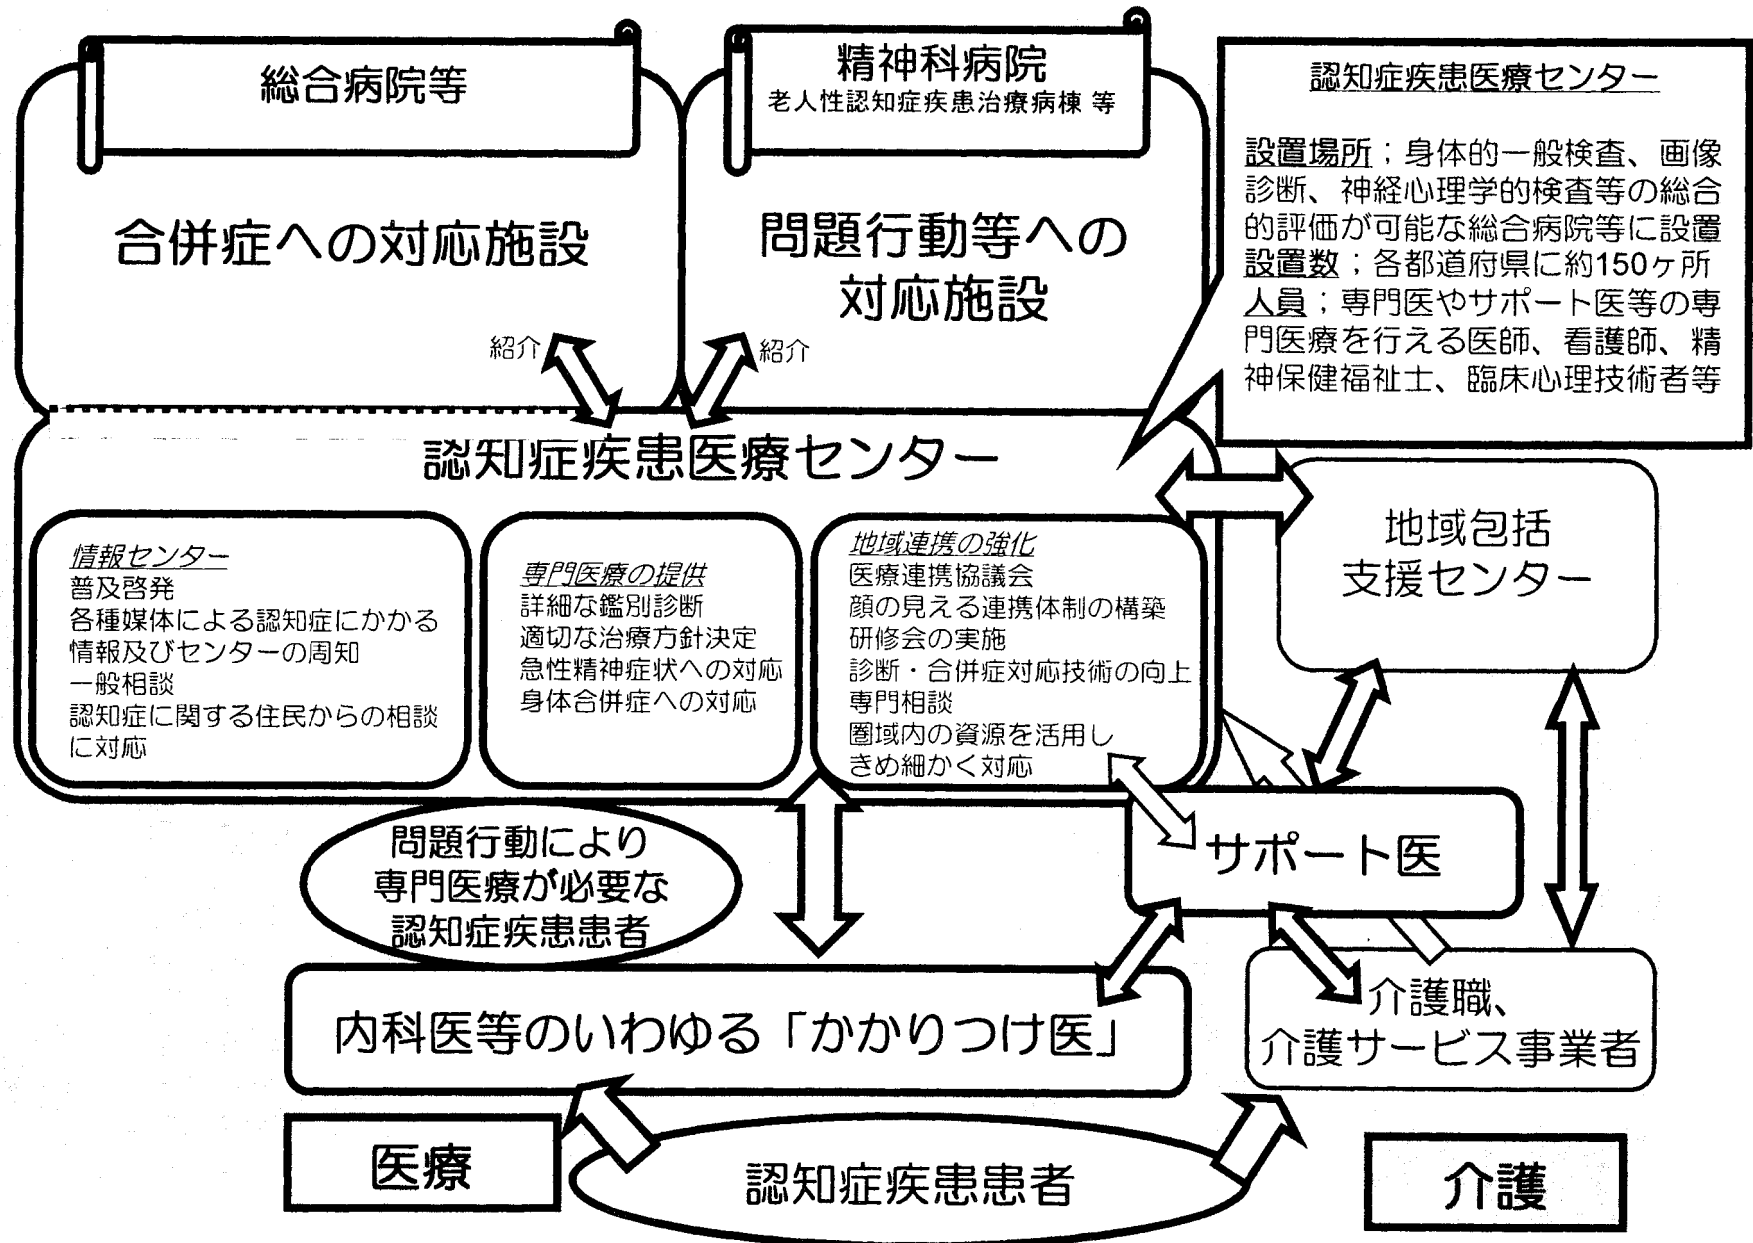 総合病院等
合併症への対応施設
精神科病院
老人性認知症疾患治療病棟 等
問題行動等への
対応施設
紹介
紹介
認知症疾患医療センター
設置場所；身体的一般検査、画像
診断、神経心理学的検査等の総合
的評価が可能な総合病院等に設置
設置数；各都道府県に約150ヶ所
人員；専門医やサポート医等の専
門医療を行える医師、看護師、精
神保健福祉士、臨床心理技術者等
認知症疾患医療センター
情報センター
普及啓発
各種媒体による認知症にかかる
情報及びセンターの周知
一般相談
認知症に関する住民からの相談
に対応
専門医療の提供
詳細な鑑別診断
適切な治療方針決定
急性精神症状への対応
身体合併症への対応
地域連携の強化
医療連携協議会
顔の見える連携体制の構築
研修会の実施
診断・合併症対応技術の向上
専門相談
圏域内の資源を活用し
きめ細かく対応
地域包括
支援センター
問題行動により
専門医療が必要な
認知症疾患患者
サポート医
内科医等のいわゆる「かかりつけ医」
介護職、
介護サービス事業者
医療
認知症疾患患者
介護